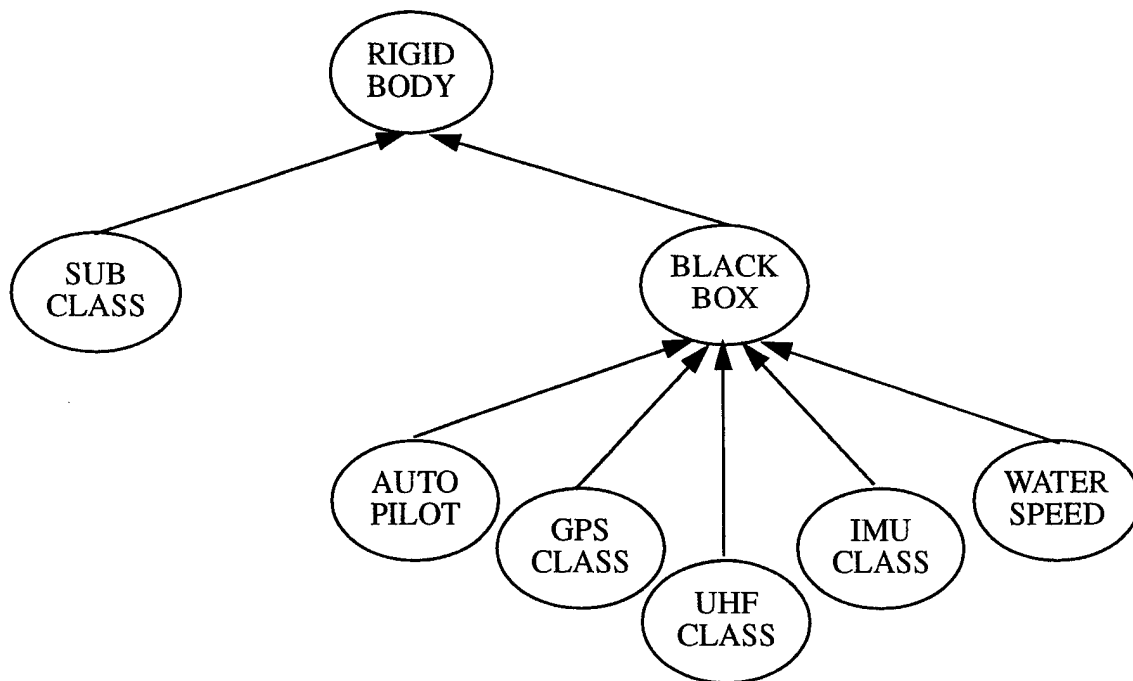 RIGID
BODY
SUB
CLASS
BLACK
BOX
AUTO
PILOT
GPS
CLASS
UHF
CLASS
IMU
CLASS
WATER
SPEED